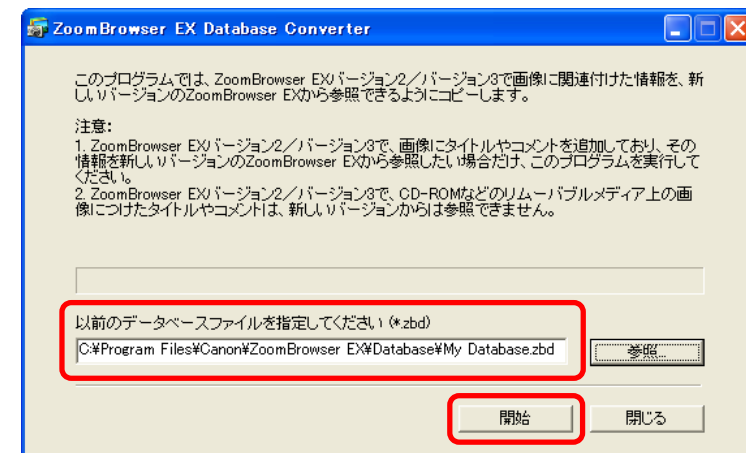 ZoomBrowser EX Database Converter
このプログラムでは、ZoomBrowser EXバージョン2／バージョン3で画像に関連付けた情報を、新
しいバージョンのZoomBrowser EXから参照できるようにコピーします。
注意:
1. ZoomBrowser EXバージョン2／バージョン3で、画像にタイトルやコメントを追加しており、その
情報を新しいバージョンのZoomBrowser EXから参照したい場合だけ、このプログラムを実行して
ください。
2. ZoomBrowser EXバージョン2／バージョン3で、CD-ROMなどのリムーバブルメディア上の画
像につけたタイトルやコメントは、新しいバージョンからは参照できません。
以前のデータベースファイルを指定してください (*.zbd)
C:¥Program Files¥Canon¥ZoomBrowser EX¥Database¥My Database.zbd
参照...
開始
閉じる